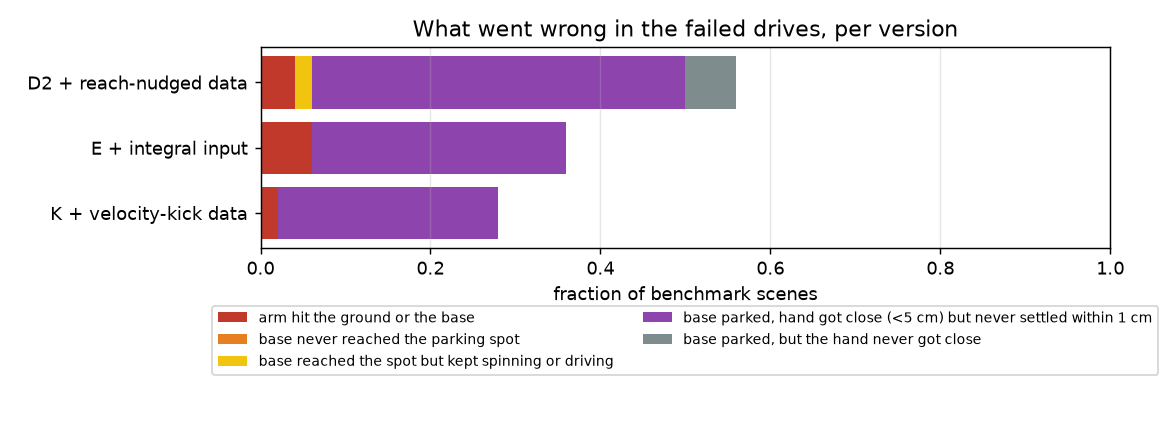 What went wrong in the failed drives, per version
D2 + reach-nudged data
E + integral input
K + velocity-kick data
0.0 0.2 0.4 0.6 0.8 1.0
fraction of benchmark scenes
arm hit the ground or the base
base never reached the parking spot
base reached the spot but kept spinning or driving
base parked, hand got close (<5 cm) but never settled within 1 cm
base parked, but the hand never got close